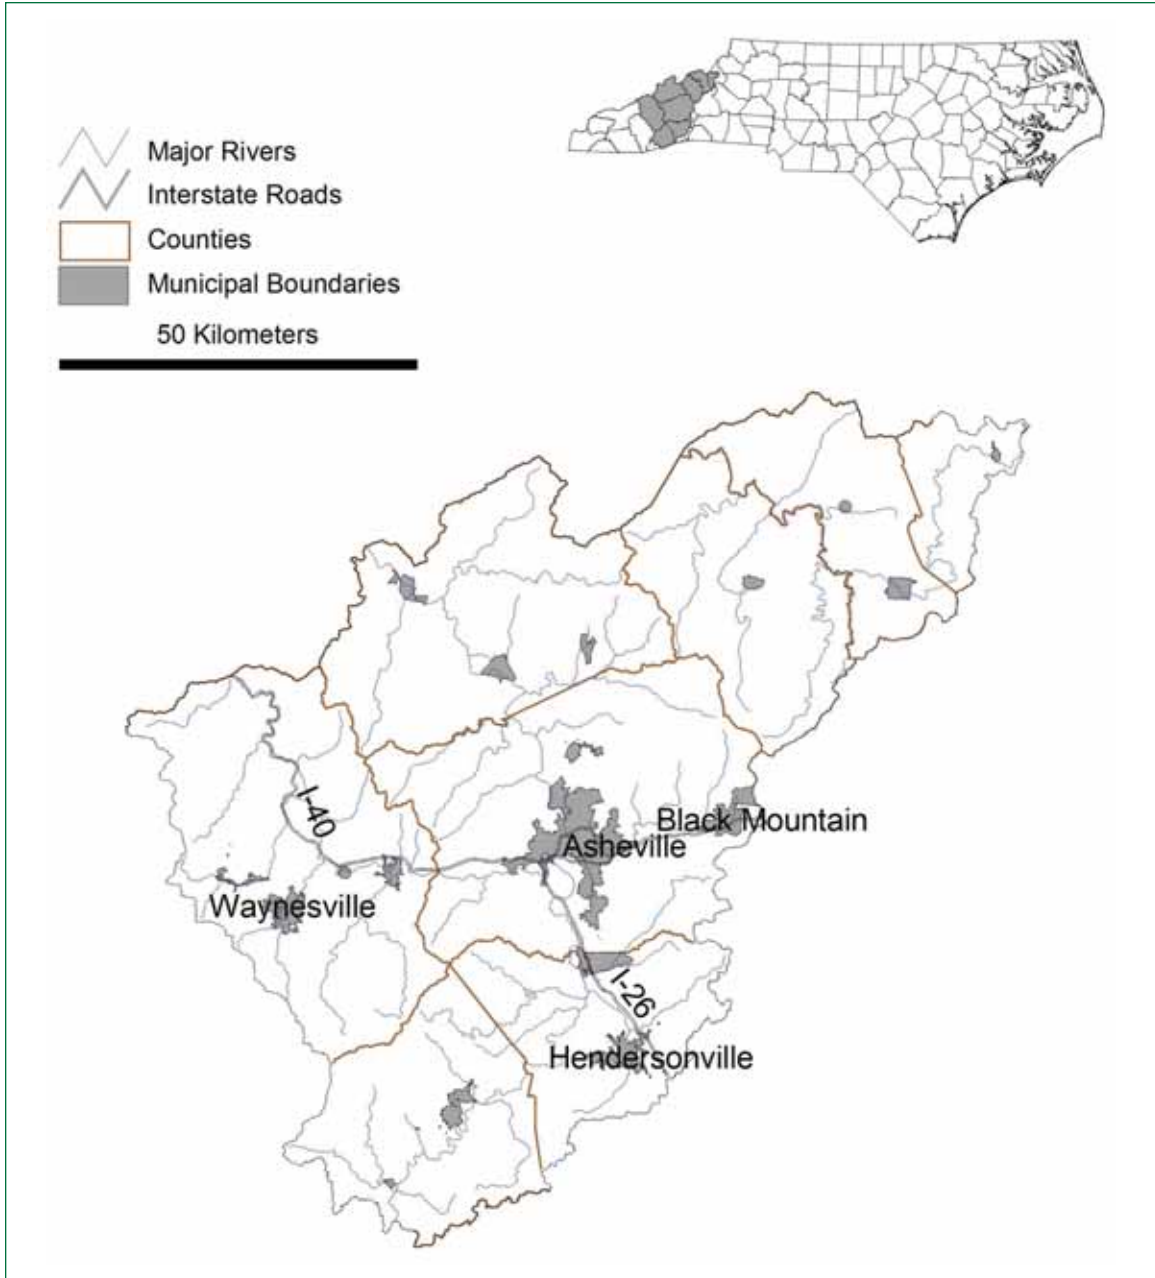 Major Rivers
Interstate Roads
Counties
Municipal Boundaries
50 Kilometers
I-40
Black Mountain
Asheville
Waynesville
I-26
Hendersonville